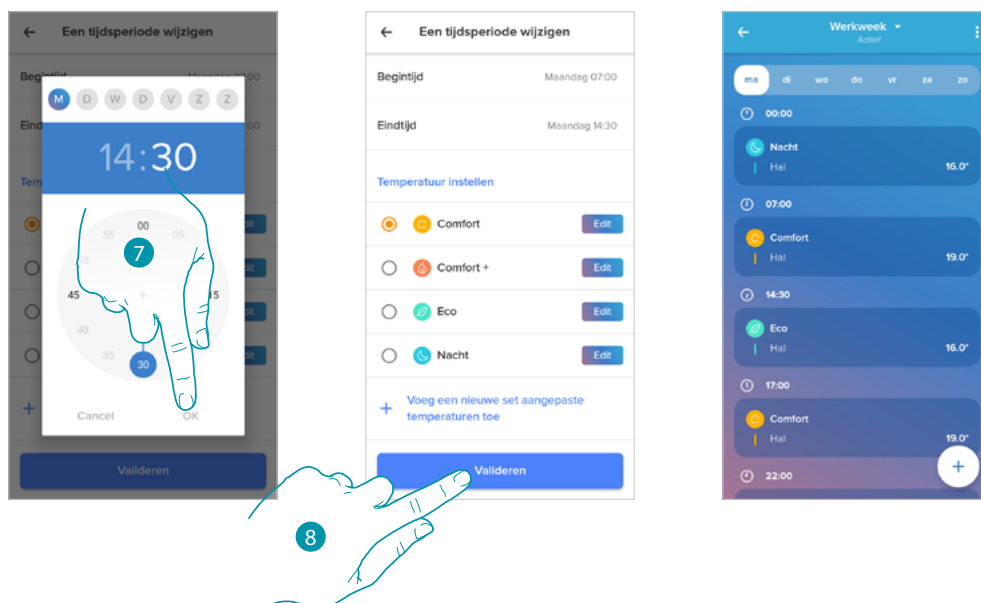 Een tijdsperiode wijzigen
M D W D V Z Z
14:30
00
55 05
45 15
40
35
30
7
Cancel OK
Valideren
Een tijdsperiode wijzigen
Begintijd Maandag 07:00
Eindtijd Maandag 14:30
Temperatuur instellen
Comfort Edit
Comfort + Edit
Eco Edit
Nacht Edit
+ Voeg een nieuwe set aangepaste
temperaturen toe
Valideren
8
Werkweek
Actief
ma di wo do vr za zo
00:00
Nacht
Hal 16.0°
07:00
Comfort
Hal 19.0°
14:30
Eco
Hal 16.0°
17:00
Comfort
Hal 19.0°
22:00
+